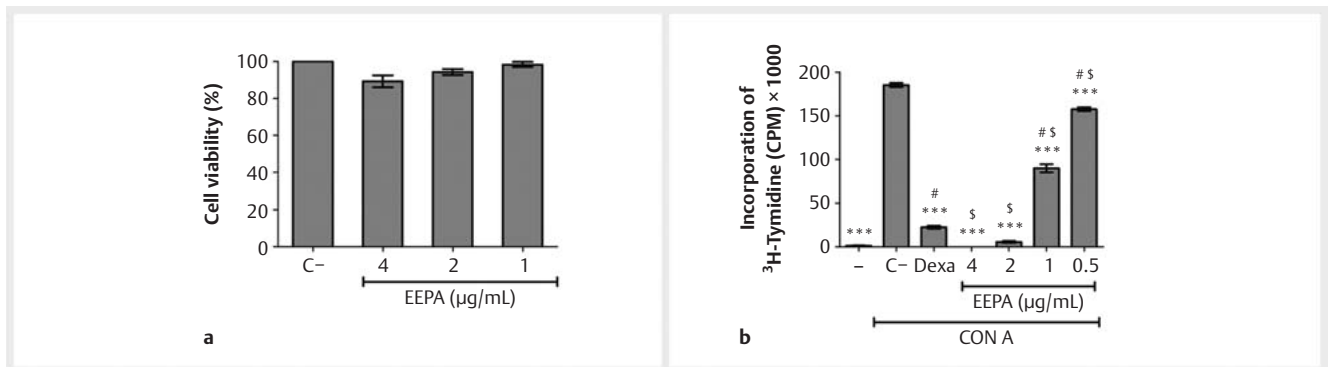 Cell viability (%)
100
80
60
40
20
0
C–
4
2
1
EEPA (µg/mL)
a
Incorporation of
³H-Tymidine (CPM) × 1000
200
150
100
50
0
***
#
***
$
***
$
***
# $
***
# $
***
–
C–
Dexa
4
2
1
0.5
EEPA (µg/mL)
CON A
b